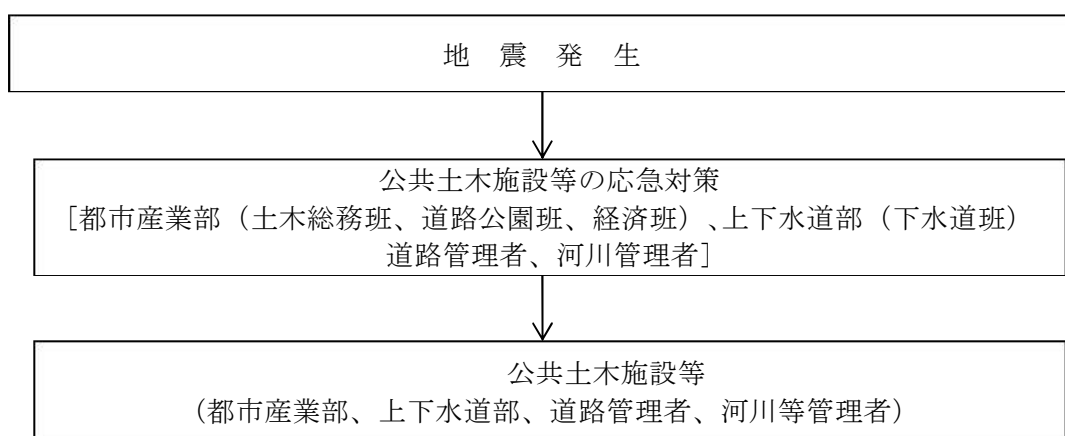 地　震　発　生
公共土木施設等の応急対策
［都市産業部（土木総務班、道路公園班、経済班）、上下水道部（下水道班）
道路管理者、河川管理者］
公共土木施設等
（都市産業部、上下水道部、道路管理者、河川等管理者）